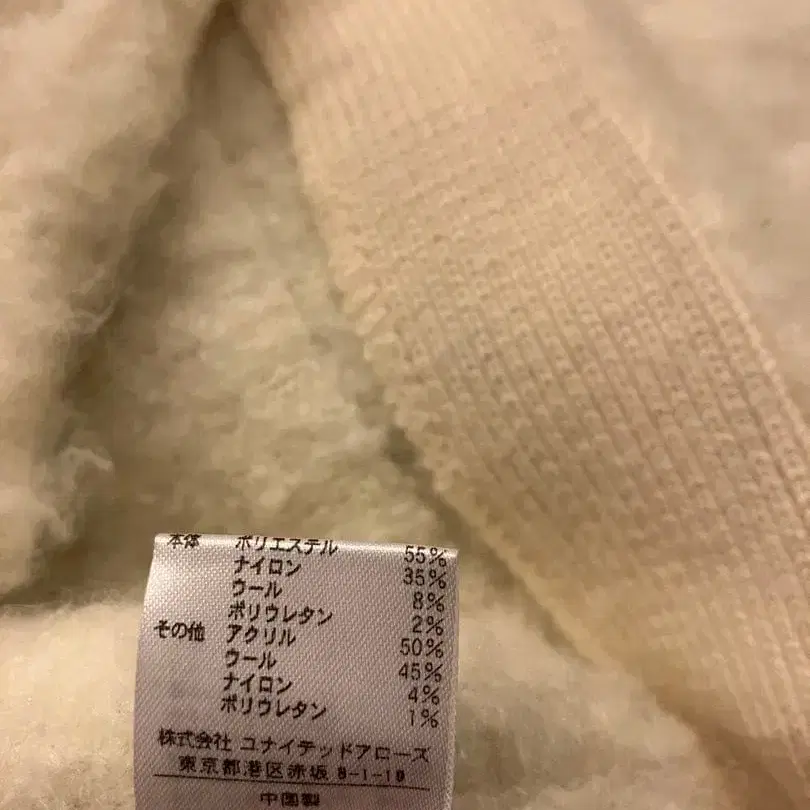 本体 ポリエステル 55%
ナイロン 35%
ウール 8%
ポリウレタン 2%
その他 アクリル 50%
ウール 45%
ナイロン 4%
ポリウレタン 1%
株式会社 ユナイテッドアローズ
東京都港区赤坂 8-1-19
中国製